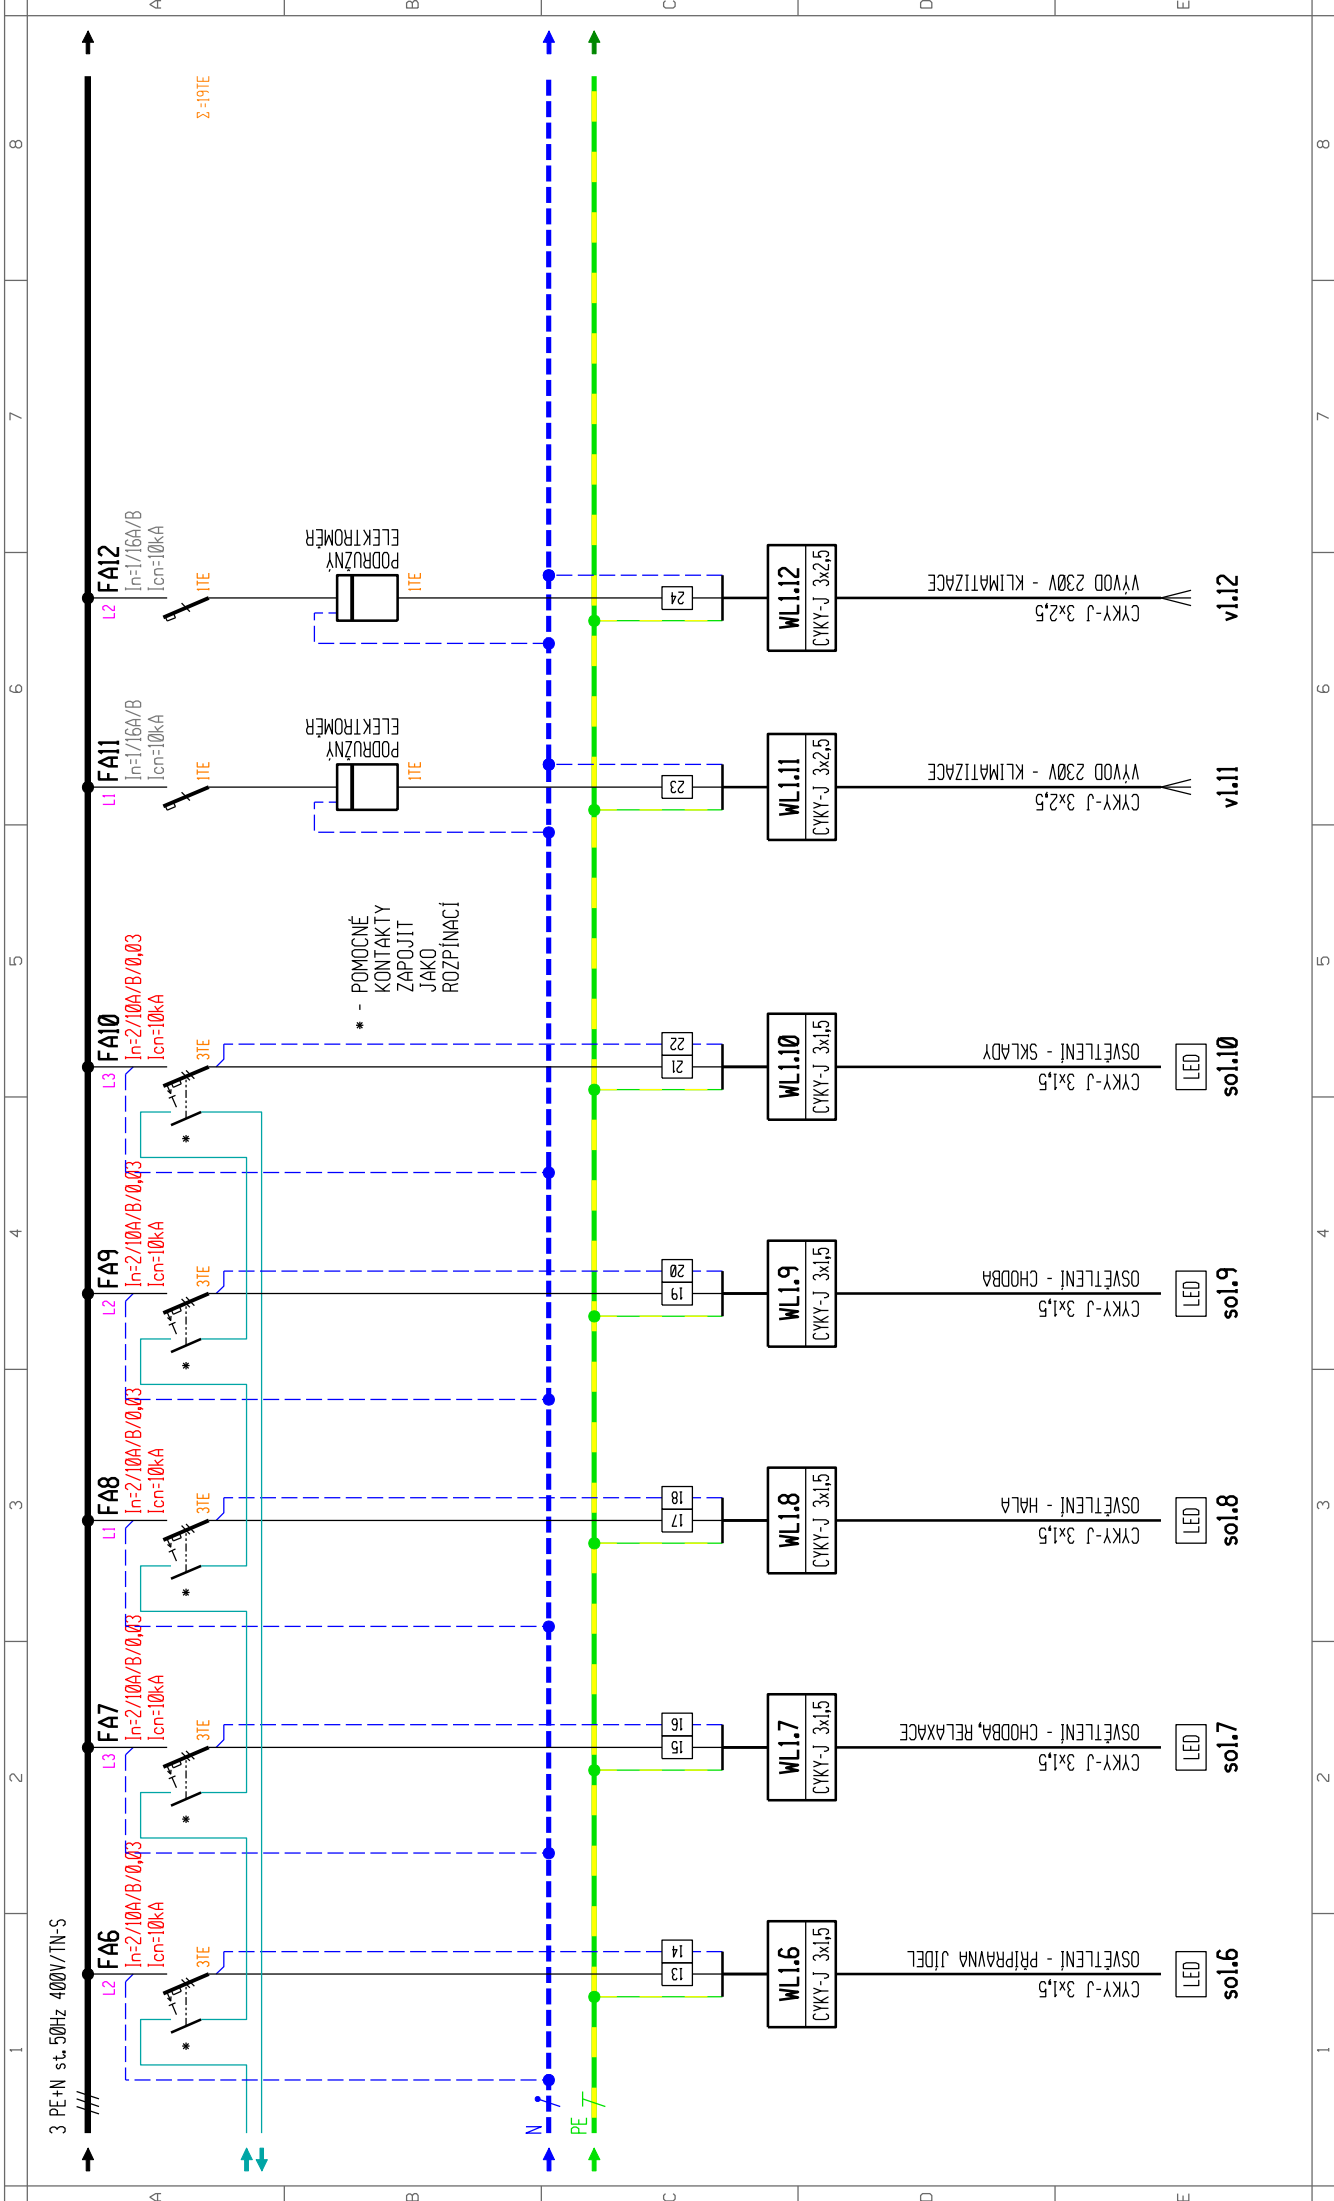 1
2
3
4
5
6
7
8
A
B
C
D
E
3 PE+N st. 50Hz 400V/TN-S
N
PE
L2
FA6
In=2/10A/B/0,03
Icn=10kA
3TE
*
13
14
WL1.6
CYKY-J 3x1,5
OSVĚTLENÍ - PŘÍPRAVNA JÍDEL
CYKY-J 3x1,5
LED
sol.6
L3
FA7
In=2/10A/B/0,03
Icn=10kA
3TE
*
15
16
WL1.7
CYKY-J 3x1,5
OSVĚTLENÍ - CHODBA, RELAXACE
CYKY-J 3x1,5
LED
sol.7
L1
FA8
In=2/10A/B/0,03
Icn=10kA
3TE
*
17
18
WL1.8
CYKY-J 3x1,5
OSVĚTLENÍ - HALA
CYKY-J 3x1,5
LED
sol.8
L2
FA9
In=2/10A/B/0,03
Icn=10kA
3TE
*
19
20
WL1.9
CYKY-J 3x1,5
OSVĚTLENÍ - CHODBA
CYKY-J 3x1,5
LED
sol.9
L3
FA10
In=2/10A/B/0,03
Icn=10kA
3TE
*
21
22
WL1.10
CYKY-J 3x1,5
OSVĚTLENÍ - SKLADY
CYKY-J 3x1,5
LED
sol.10
* - POMOCNÉ
KONTAKTY
ZAPOJIT
JAKO
ROZPÍNACÍ
L1
FA11
In=1/16A/B
Icn=10kA
1TE
PODRUŽNÝ
ELEKTROMĚR
1TE
23
WL1.11
CYKY-J 3x2,5
VÝVOD 230V - KLIMATIZACE
CYKY-J 3x2,5
v1.11
L2
FA12
In=1/16A/B
Icn=10kA
1TE
PODRUŽNÝ
ELEKTROMĚR
1TE
24
WL1.12
CYKY-J 3x2,5
VÝVOD 230V - KLIMATIZACE
CYKY-J 3x2,5
v1.12
Σ=19TE
1
2
3
4
5
6
7
8
A
B
C
D
E